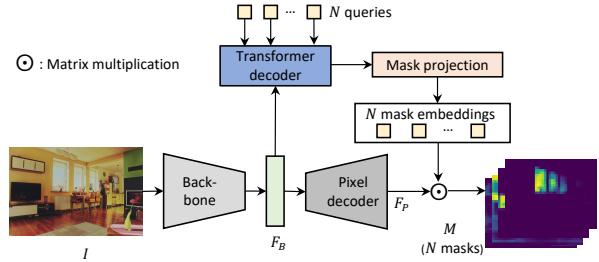 ... N queries
⊙ : Matrix multiplication
Transformer
decoder
Mask projection
N mask embeddings
...
Back-
bone
Pixel
decoder
F_B
F_P
I
M
(N masks)